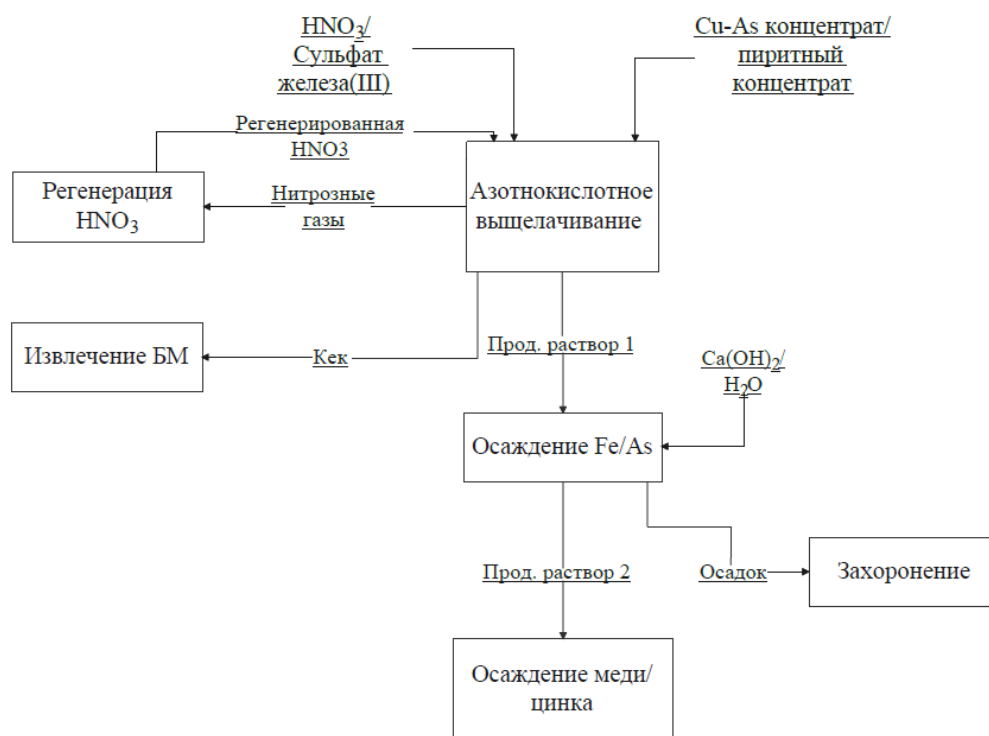 HNO3/
Сульфат
железа(III)
Cu-As концентрат/
пиритный
концентрат
Регенерированная
HNO3
Регенерация
HNO3
Нитрозные
газы
Азотнокислотное
выщелачивание
Извлечение БМ
Кек
Прод. раствор 1
Ca(OH)2/
H2O
Осаждение Fe/As
Прод. раствор 2
Осадок
Захоронение
Осаждение меди/
цинка